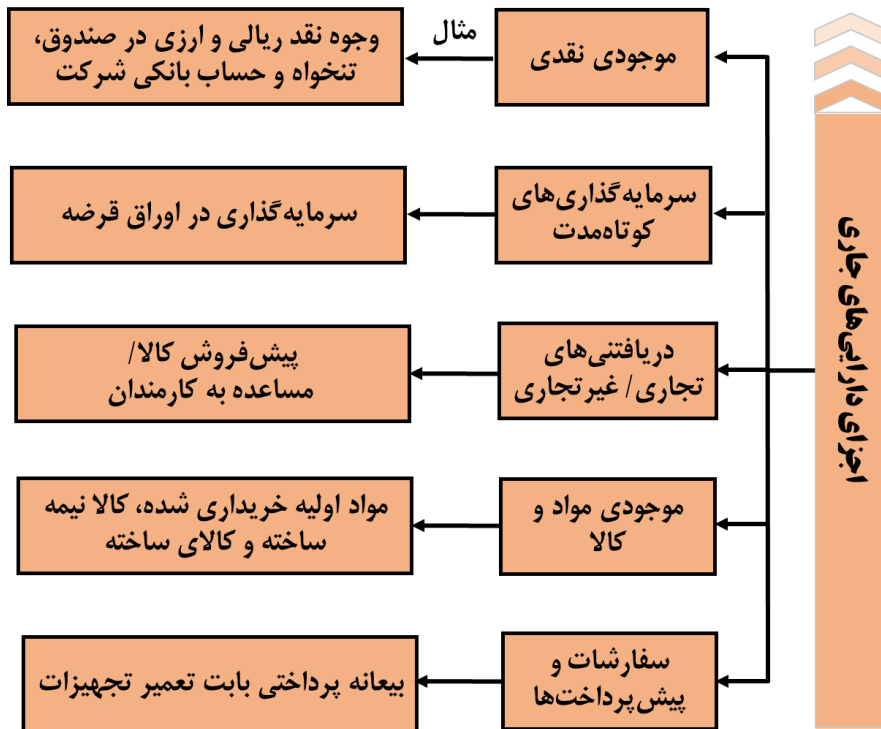 اجزای دارایی‌های جاری
موجودی نقدی
مثال
وجوه نقد ریالی و ارزی در صندوق،
تنخواه و حساب بانکی شرکت
سرمایه‌گذاری‌های
کوتاه‌مدت
سرمایه‌گذاری در اوراق قرضه
دریافتنی‌های
تجاری/ غیرتجاری
پیش‌فروش کالا/
مساعده به کارمندان
موجودی مواد و
کالا
مواد اولیه خریداری شده، کالا نیمه
ساخته و کالای ساخته
سفارشات و
پیش‌پرداخت‌ها
بیعانه پرداختی بابت تعمیر تجهیزات